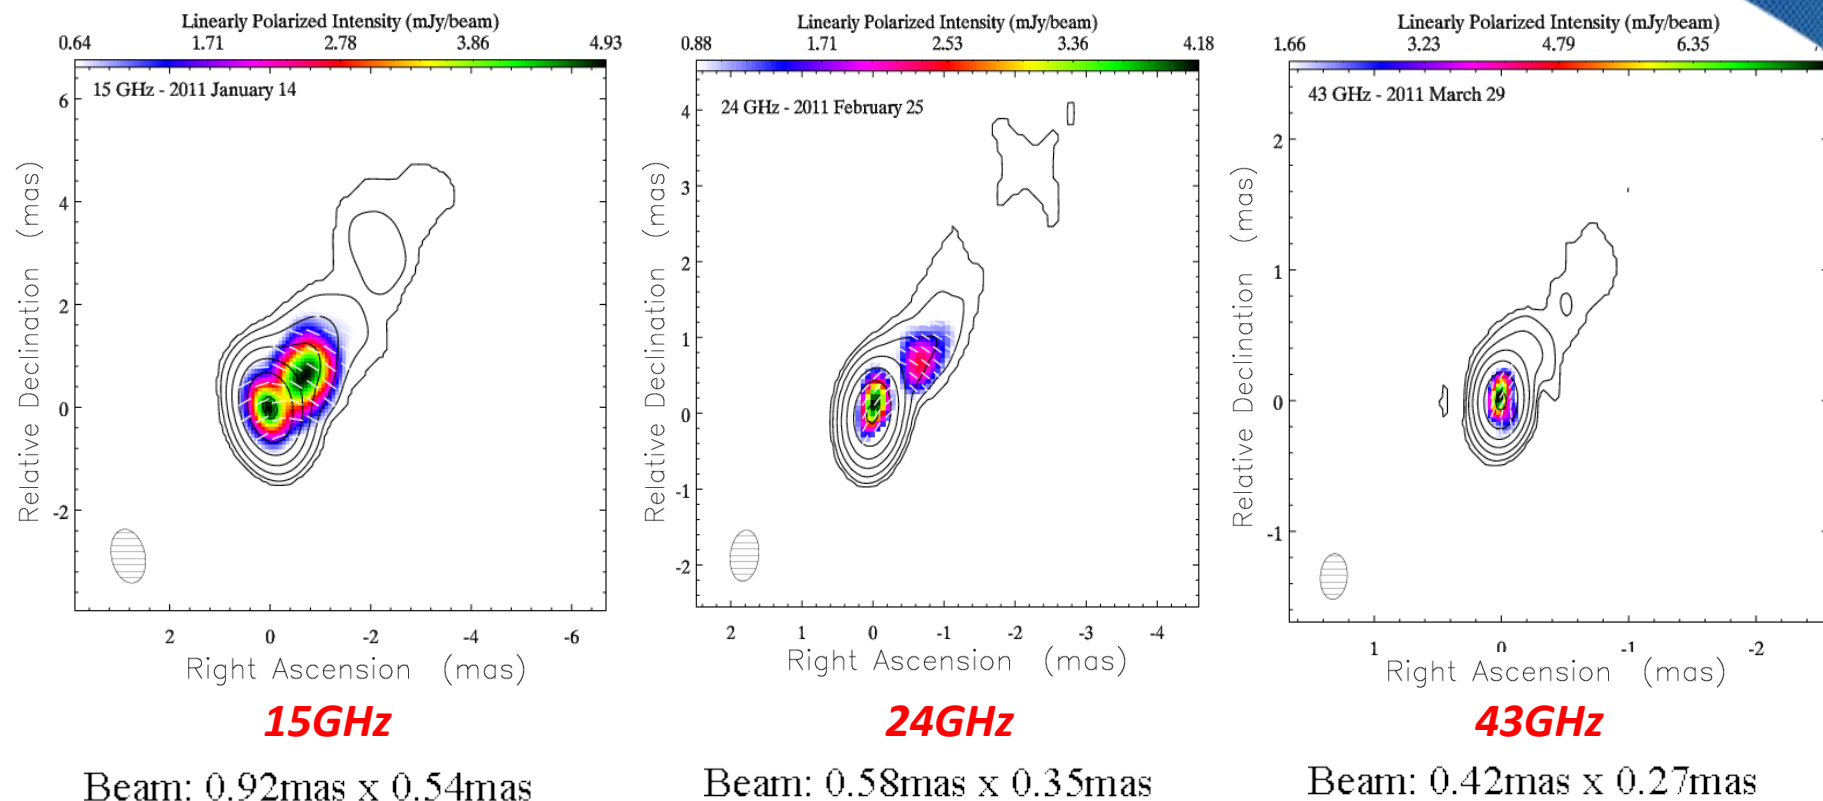 Linearly Polarized Intensity (mJy/beam)
0.64 1.71 2.78 3.86 4.93
15 GHz - 2011 January 14
Relative Declination (mas)
6
4
2
0
-2
2 0 -2 -4 -6
Right Ascension (mas)
15GHz
Beam: 0.92mas x 0.54mas
Linearly Polarized Intensity (mJy/beam)
0.88 1.71 2.53 3.36 4.18
24 GHz - 2011 February 25
Relative Declination (mas)
4
3
2
1
0
-1
-2
2 1 0 -1 -2 -3 -4
Right Ascension (mas)
24GHz
Beam: 0.58mas x 0.35mas
Linearly Polarized Intensity (mJy/beam)
1.66 3.23 4.79 6.35
43 GHz - 2011 March 29
Relative Declination (mas)
2
1
0
-1
1 0 -1 -2
Right Ascension (mas)
43GHz
Beam: 0.42mas x 0.27mas